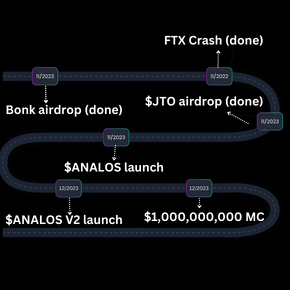 FTX Crash (done)
11/2023
11/2022
Bonk airdrop (done)
$JTO airdrop (done)
11/2023
11/2023
$ANALOS launch
12/2023
12/2023
$ANALOS V2 launch
$1,000,000,000 MC